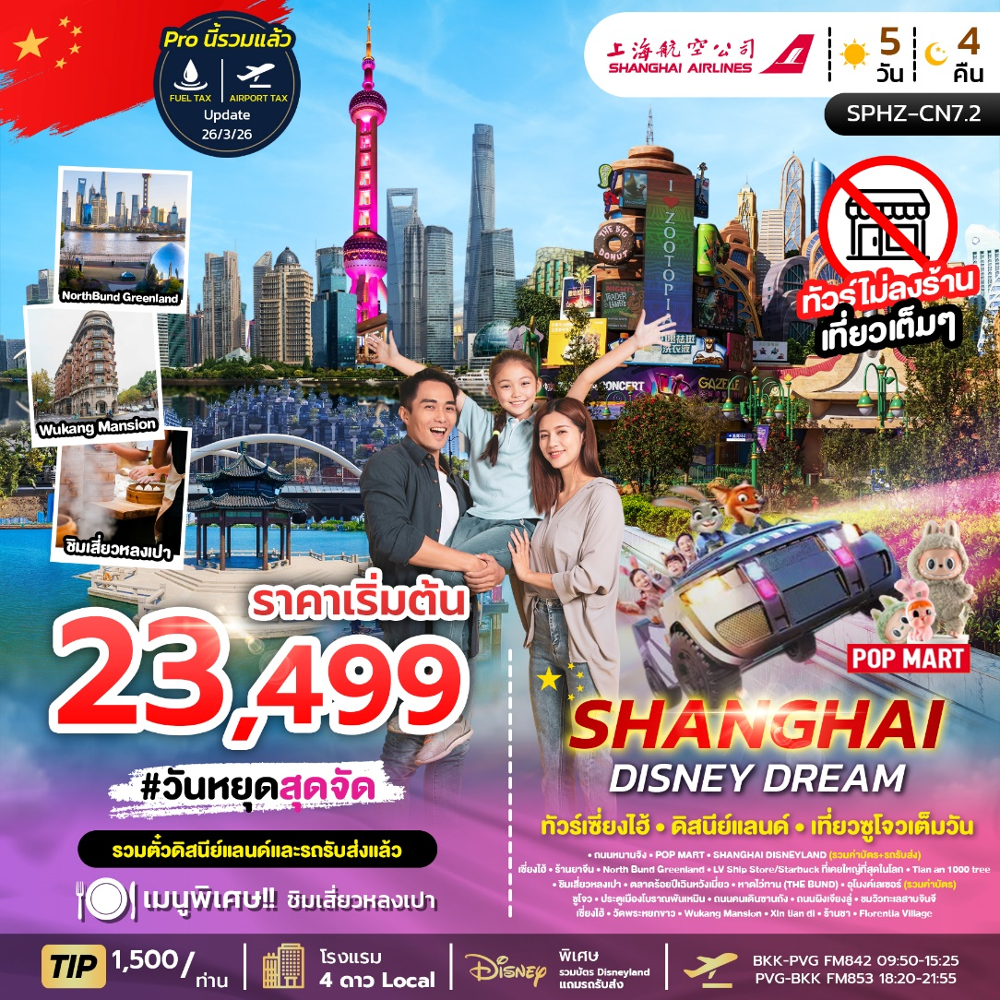 Pro นี้รวมแล้ว
FUEL TAX
AIRPORT TAX
Update
26/3/26
上海航空公司
SHANGHAI AIRLINES
5
วัน
4
คืน
SPHZ-CN7.2
NorthBund Greenland
Wukang Mansion
ชิมเสี่ยวหลงเปา
I ZOOTOPI
THE BIG
DONUT
CONCERT
GAZELLE
ทัวร์ไม่ลงร้าน
เที่ยวเต็มๆ
POP MART
ราคาเริ่มต้น
23,499
#วันหยุดสุดจัด
รวมตั๋วดิสนีย์แลนด์และรถรับส่งแล้ว
เมนูพิเศษ!! ชิมเสี่ยวหลงเปา
SHANGHAI
DISNEY DREAM
ทัวร์เซี่ยงไฮ้ • ดิสนีย์แลนด์ • เที่ยวซูโจวเต็มวัน
• ถนนหนานจิง • POP MART • SHANGHAI DISNEYLAND (รวมค่าบัตร+รถรับส่ง)
เซี่ยงไฮ้ • ร้านยาจีน • North Bund Greenland • LV Ship Store/Starbuck ที่เคยใหญ่ที่สุดในโลก • Tian an 1000 tree
• ชิมเสี่ยวหลงเปา • ตลาดร้อยปีเฉินหวังเมี่ยว • หาดไว่ทาน (THE BUND) • อุโมงค์เลเซอร์ (รวมค่าบัตร)
ซูโจว • ประตูเมืองโบราณพันเหมิน • ถนนคนเดินซานถัง • ถนนผิงเจียงลู่ • ชมวิวทะเลสาบจินจี
เซี่ยงไฮ้ • วัดพระหยกขาว • Wukang Mansion • Xin tian di • ร้านชา • Florentia Village
TIP 1,500/ท่าน
โรงแรม
4 ดาว Local
DISNEY
พิเศษ
รวมบัตร Disneyland
แถมรถรับส่ง
BKK-PVG FM842 09:50-15:25
PVG-BKK FM853 18:20-21:55